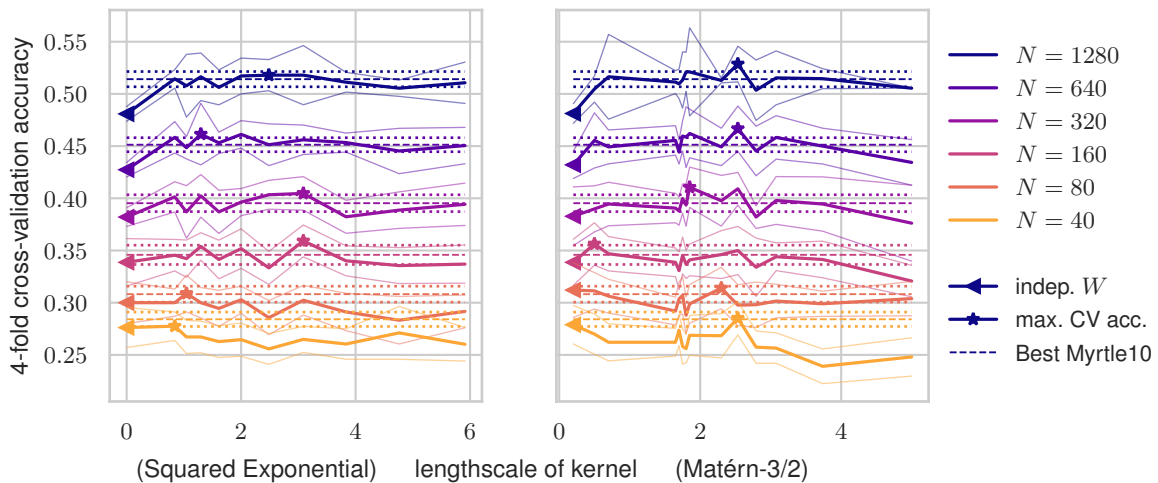 4-fold cross-validation accuracy
0.55
0.50
0.45
0.40
0.35
0.30
0.25
0 2 4 6
2 4
(Squared Exponential) lengthscale of kernel (Matérn-3/2)
N = 1280
N = 640
N = 320
N = 160
N = 80
N = 40
indep. W
max. CV acc.
Best Myrtle10